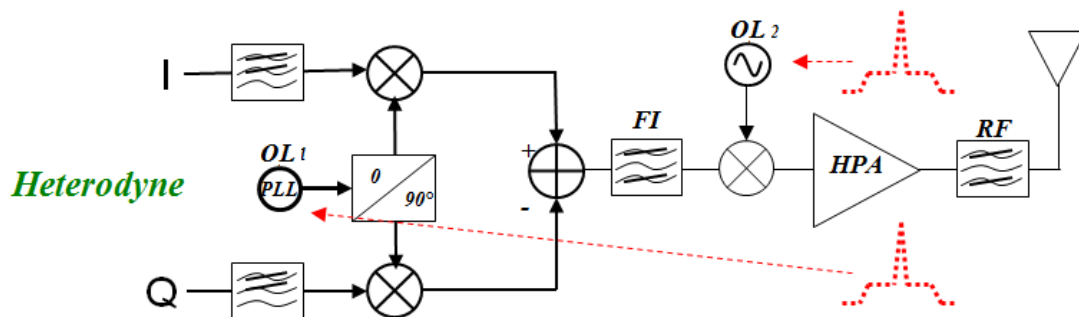 I
OL 2
FI
RF
OL 1
+
HPA
Heterodyne
PLL
0
90°
-
Q